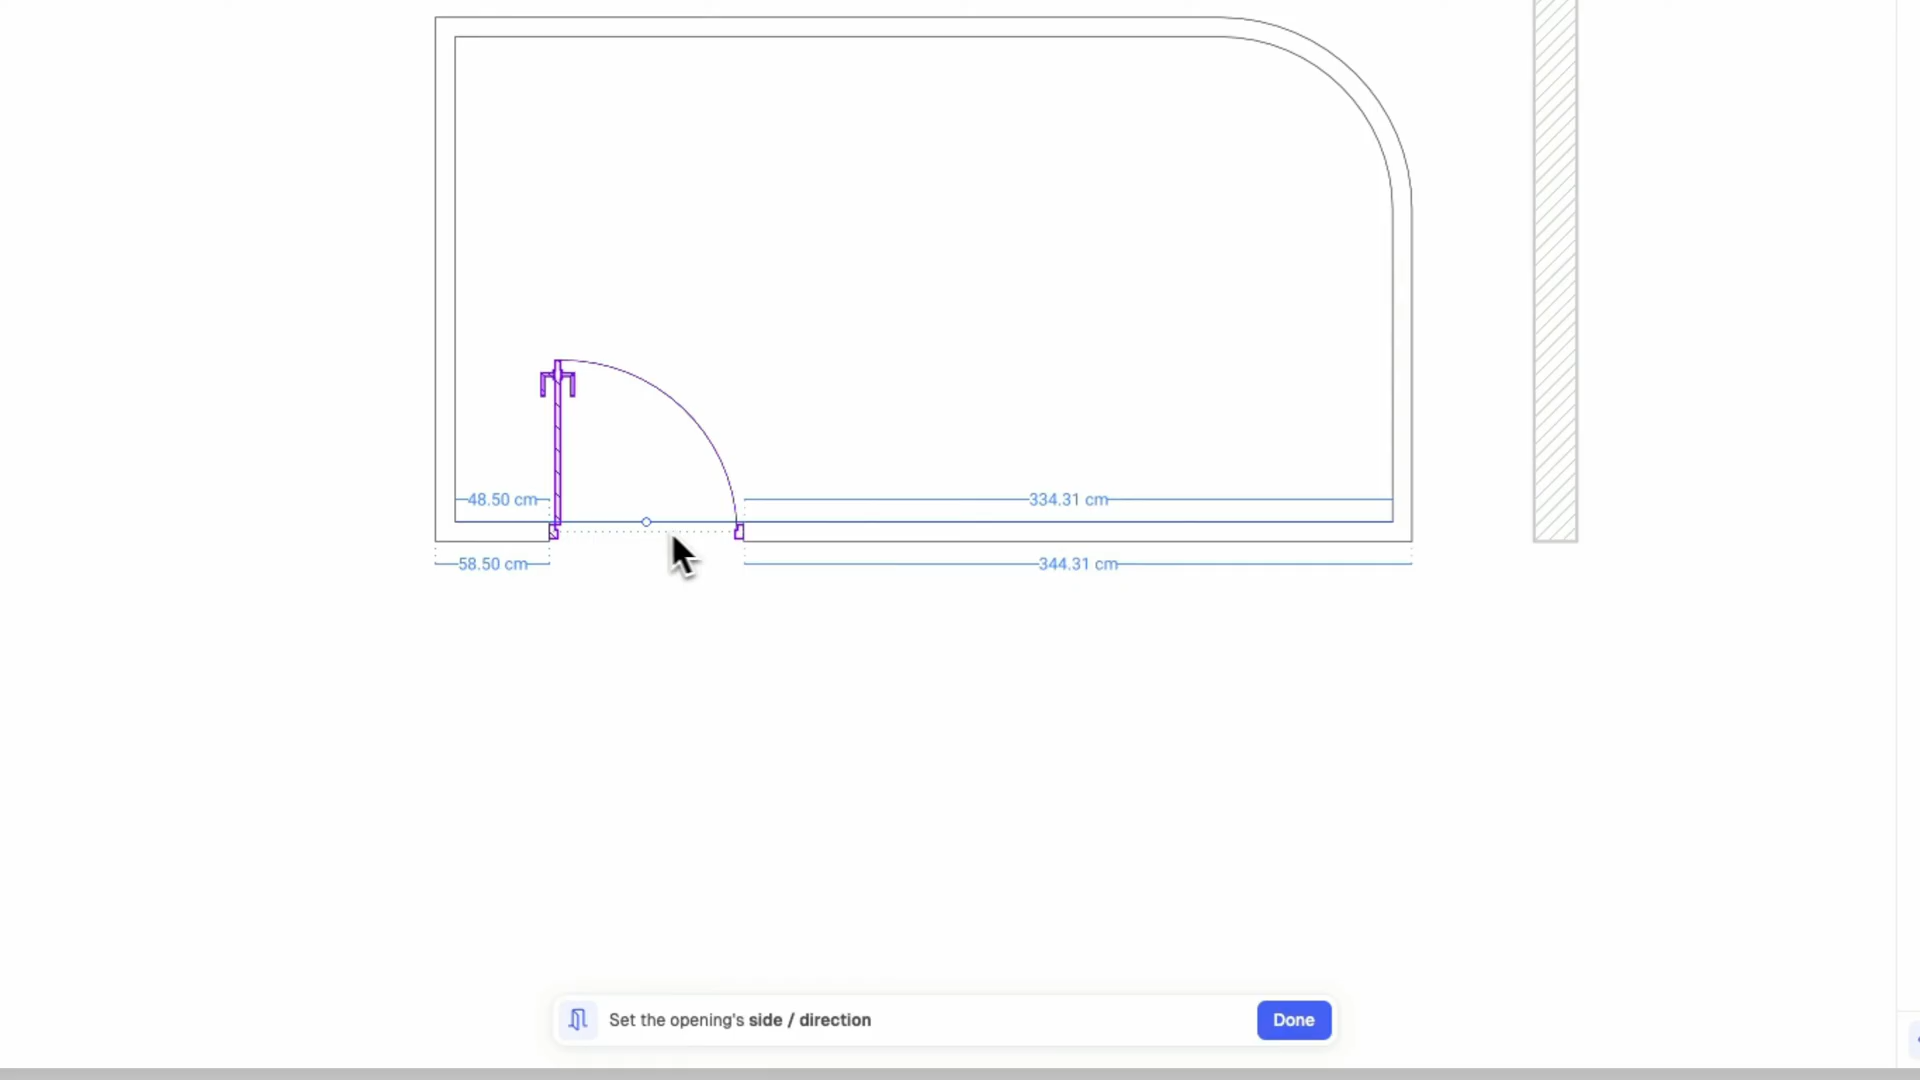 48.50 cm
334.31 cm
58.50 cm
344.31 cm
Set the opening's side / direction
Done